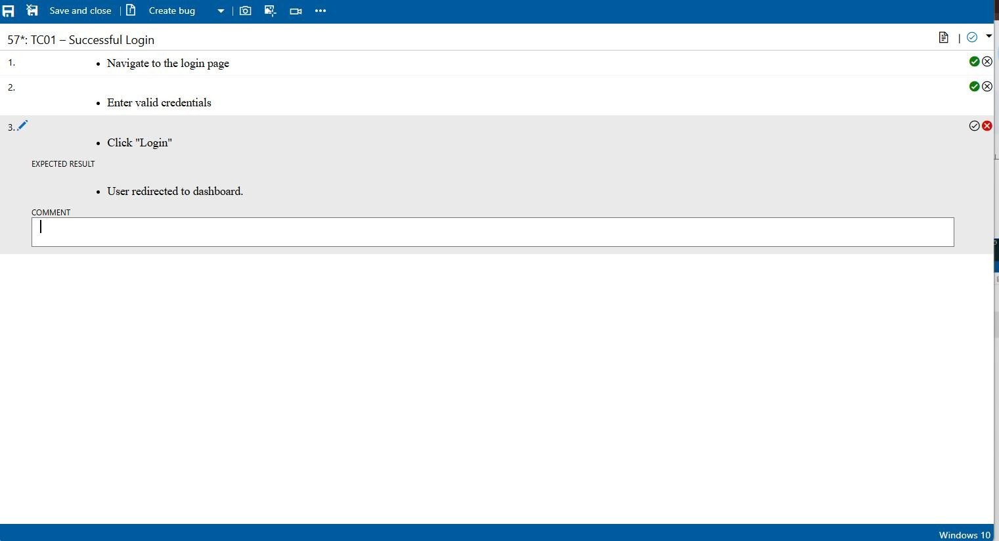 Save and close | Create bug |
57*: TC01 – Successful Login |
1. • Navigate to the login page
2.
• Enter valid credentials
3.
• Click "Login"
EXPECTED RESULT
• User redirected to dashboard.
COMMENT
Windows 10